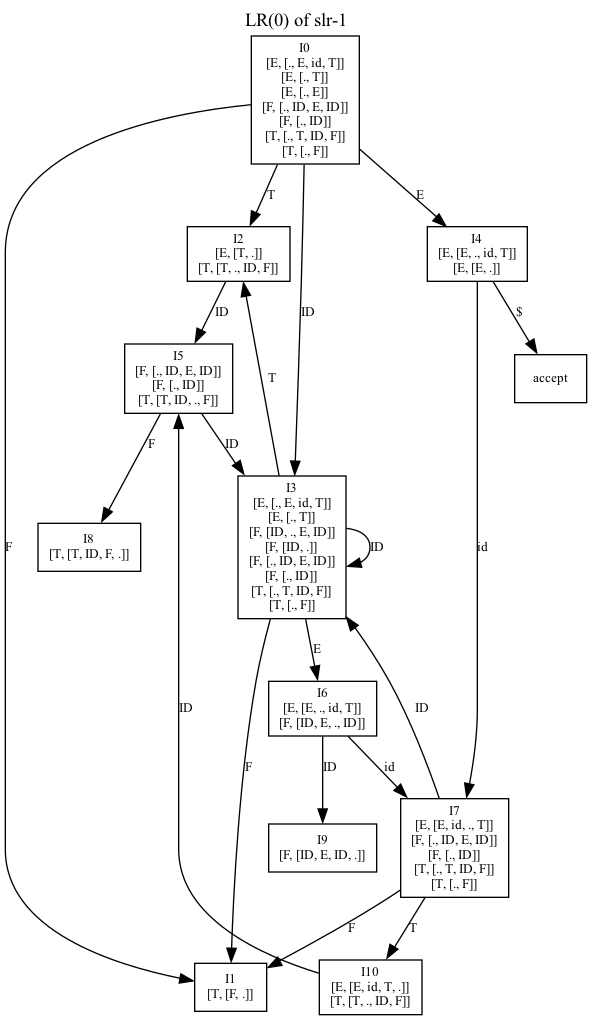 LR(0) of slr-1
I0
[E, [., E, id, T]]
[E, [., T]]
[E, [., E]]
[F, [., ID, E, ID]]
[F, [., ID]]
[T, [., T, ID, F]]
[T, [., F]]
T
E
I2
[E, [T, .]]
[T, [T, ., ID, F]]
I4
[E, [E, ., id, T]]
[E, [E, .]]
ID
ID
$
I5
[F, [., ID, E, ID]]
[F, [., ID]]
[T, [T, ID, ., F]]
T
accept
F
ID
I3
[E, [., E, id, T]]
[E, [., T]]
[F, [ID, ., E, ID]]
[F, [ID, .]]
[F, [., ID, E, ID]]
[F, [., ID]]
[T, [., T, ID, F]]
[T, [., F]]
I8
[T, [T, ID, F, .]]
F
ID
id
E
I6
[E, [E, ., id, T]]
[F, [ID, E, ., ID]]
ID
ID
F
ID
id
I7
[E, [E, id, ., T]]
[F, [., ID, E, ID]]
[F, [., ID]]
[T, [., T, ID, F]]
[T, [., F]]
I9
[F, [ID, E, ID, .]]
F
T
I1
[T, [F, .]]
I10
[E, [E, id, T, .]]
[T, [T, ., ID, F]]